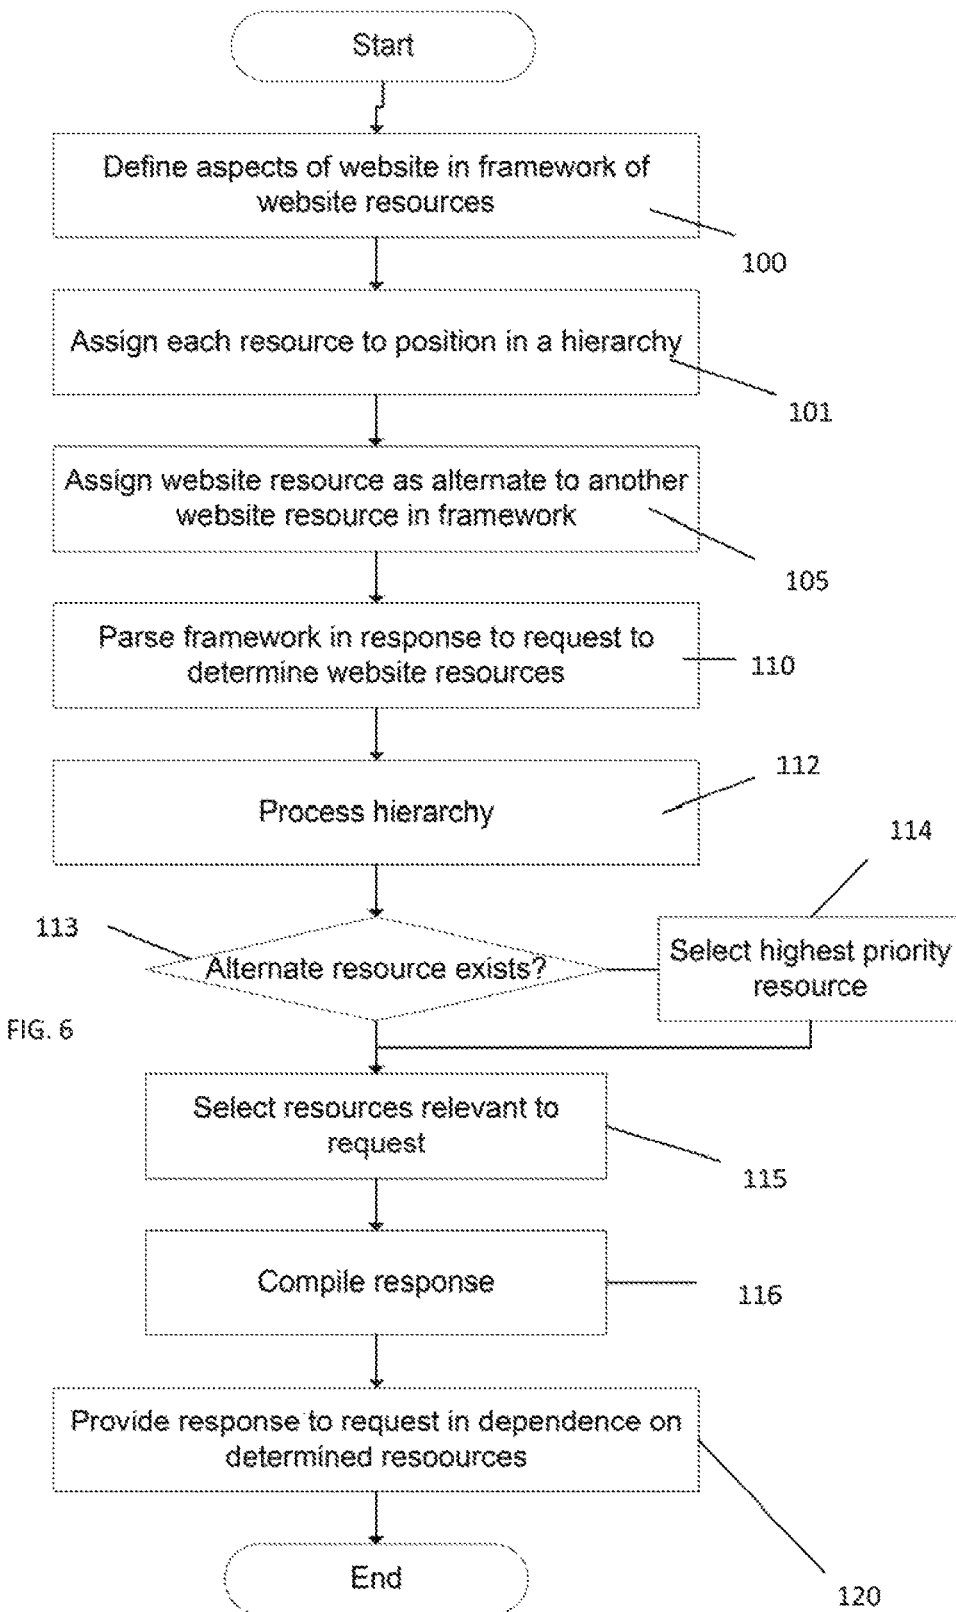 Start
Define aspects of website in framework of
website resources
100
Assign each resource to position in a hierarchy
101
Assign website resource as alternate to another
website resource in framework
105
Parse framework in response to request to
determine website resources
110
112
Process hierarchy
114
113
Alternate resource exists?
Select highest priority
resource
FIG. 6
Select resources relevant to
request
115
Compile response
116
Provide response to request in dependence on
determined resoources
120
End